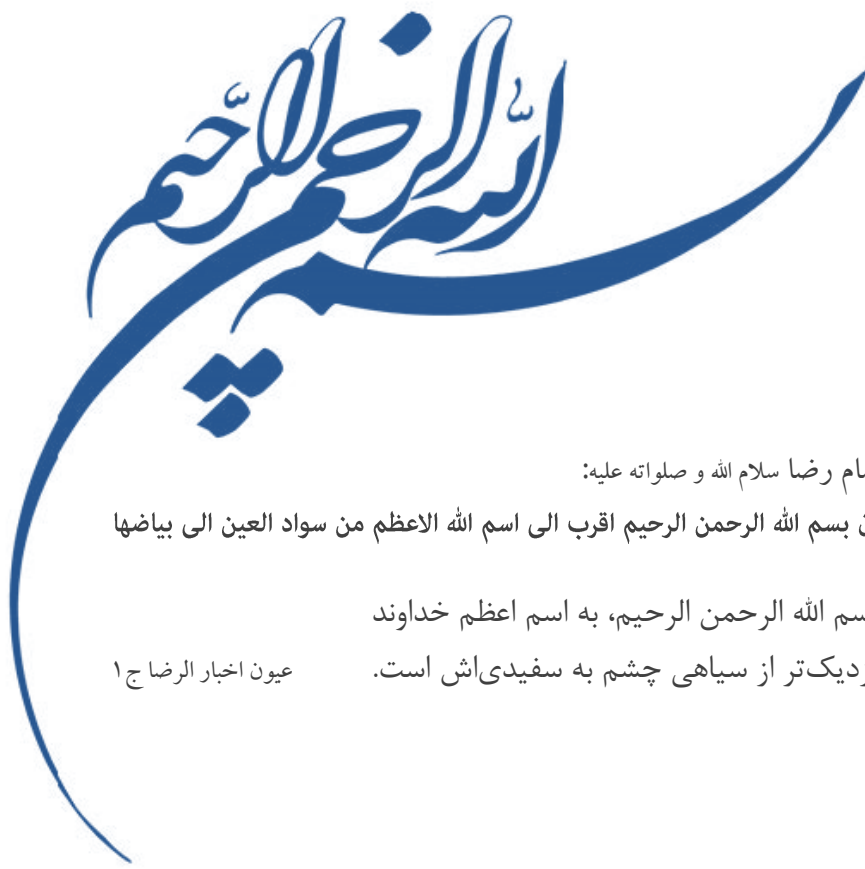 بسم الله الرحمن الرحیم
رضا سلام الله و صلواته علیه:
بسم الله الرحمن الرحیم اقرب الی اسم الله الاعظم من سواد العین الی بیاضها
الله الرحمن الرحیم، به اسم اعظم خداوند
از سیاهی چشم به سفیدی‌اش است. عیون اخبار الرضا ج۱